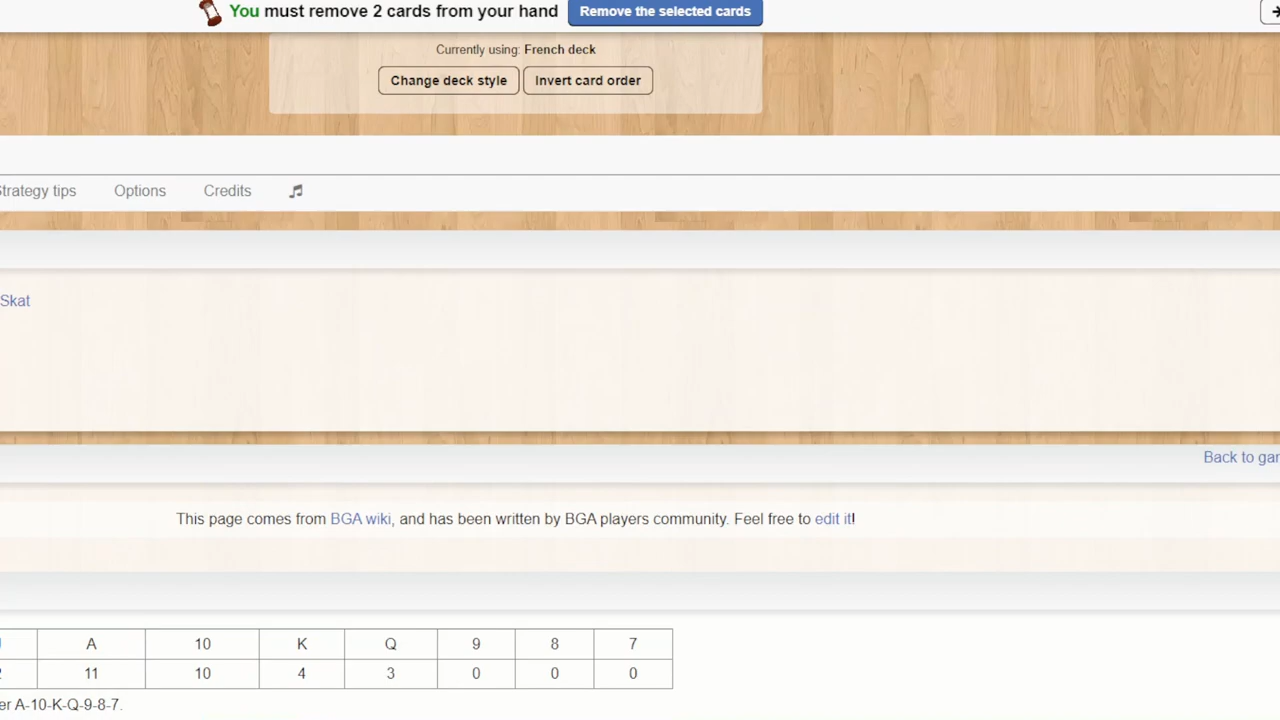 You must remove 2 cards from your hand Remove the selected cards
Currently using: French deck
Change deck style Invert card order
Strategy tips Options Credits
Skat
Back to gar
This page comes from BGA wiki, and has been written by BGA players community. Feel free to edit it!
A 10 K Q 9 8 7
2 11 10 4 3 0 0 0
er A-10-K-Q-9-8-7.